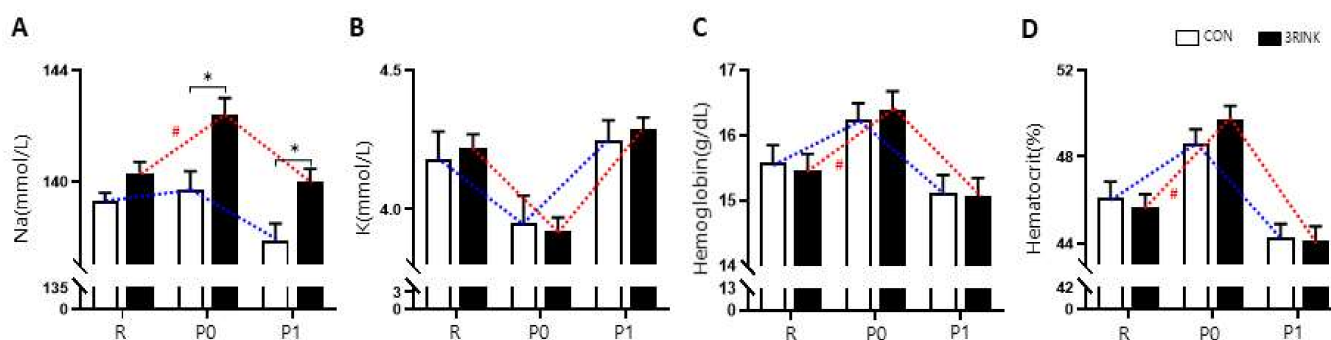 A
B
C
D
CON
3RINK
Na(mmol/L)
144
140
135
0
*
*
#
R
P0
P1
K(mmol/L)
4.5
4.0
3
0
R
P0
P1
Hemoglobin(g/dL)
17
16
15
14
13
0
#
R
P0
P1
Hematocrit(%)
52
48
44
42
0
#
R
P0
P1